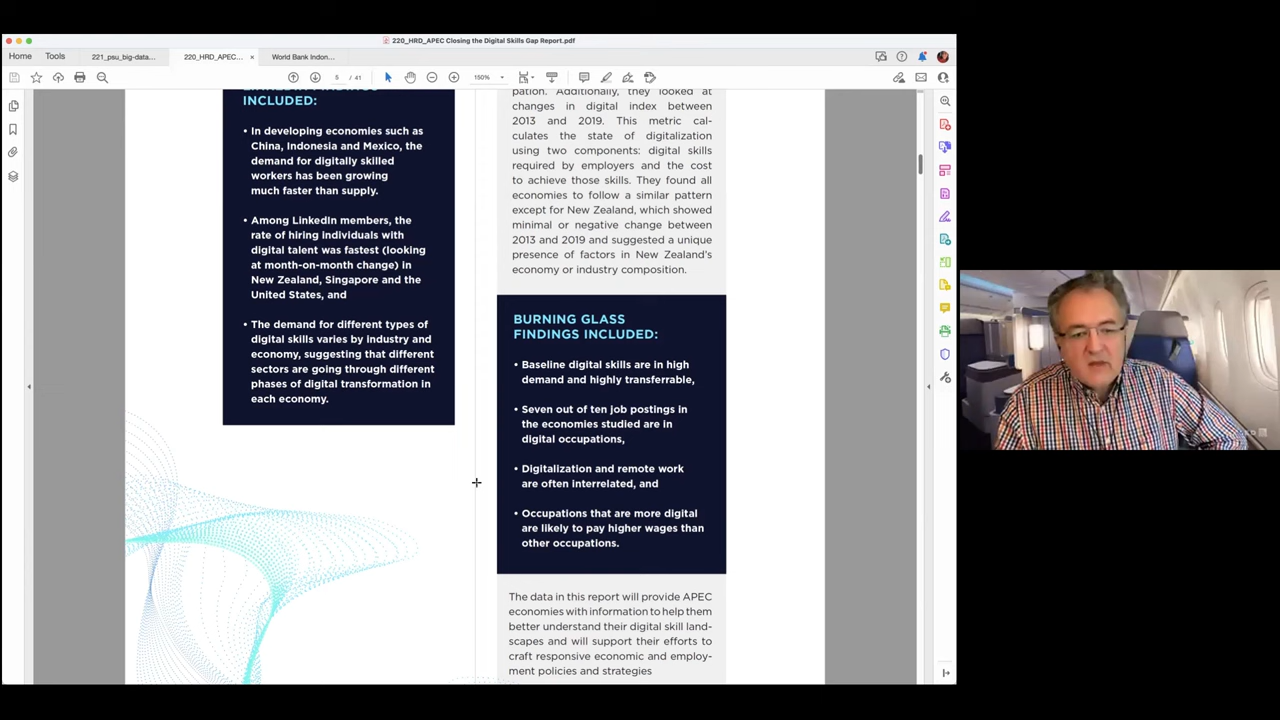 220_HRD_APEC Closing the Digital Skills Gap Report.pdf
Home
Tools
221_psu_big-data...
220_HRD_APEC... ×
World Bank Indon...
5 / 41
150%
LINKEDIN FINDINGS
INCLUDED:
• In developing economies such as
China, Indonesia and Mexico, the
demand for digitally skilled
workers has been growing
much faster than supply.
• Among LinkedIn members, the
rate of hiring individuals with
digital talent was fastest (looking
at month-on-month change) in
New Zealand, Singapore and the
United States, and
• The demand for different types of
digital skills varies by industry and
economy, suggesting that different
sectors are going through different
phases of digital transformation in
each economy.
pation. Additionally, they looked at
changes in digital index between
2013 and 2019. This metric cal-
culates the state of digitalization
using two components: digital skills
required by employers and the cost
to achieve those skills. They found all
economies to follow a similar pattern
except for New Zealand, which showed
minimal or negative change between
2013 and 2019 and suggested a unique
presence of factors in New Zealand's
economy or industry composition.
BURNING GLASS
FINDINGS INCLUDED:
• Baseline digital skills are in high
demand and highly transferrable,
• Seven out of ten job postings in
the economies studied are in
digital occupations,
• Digitalization and remote work
are often interrelated, and
• Occupations that are more digital
are likely to pay higher wages than
other occupations.
The data in this report will provide APEC
economies with information to help them
better understand their digital skill land-
scapes and will support their efforts to
craft responsive economic and employ-
ment policies and strategies